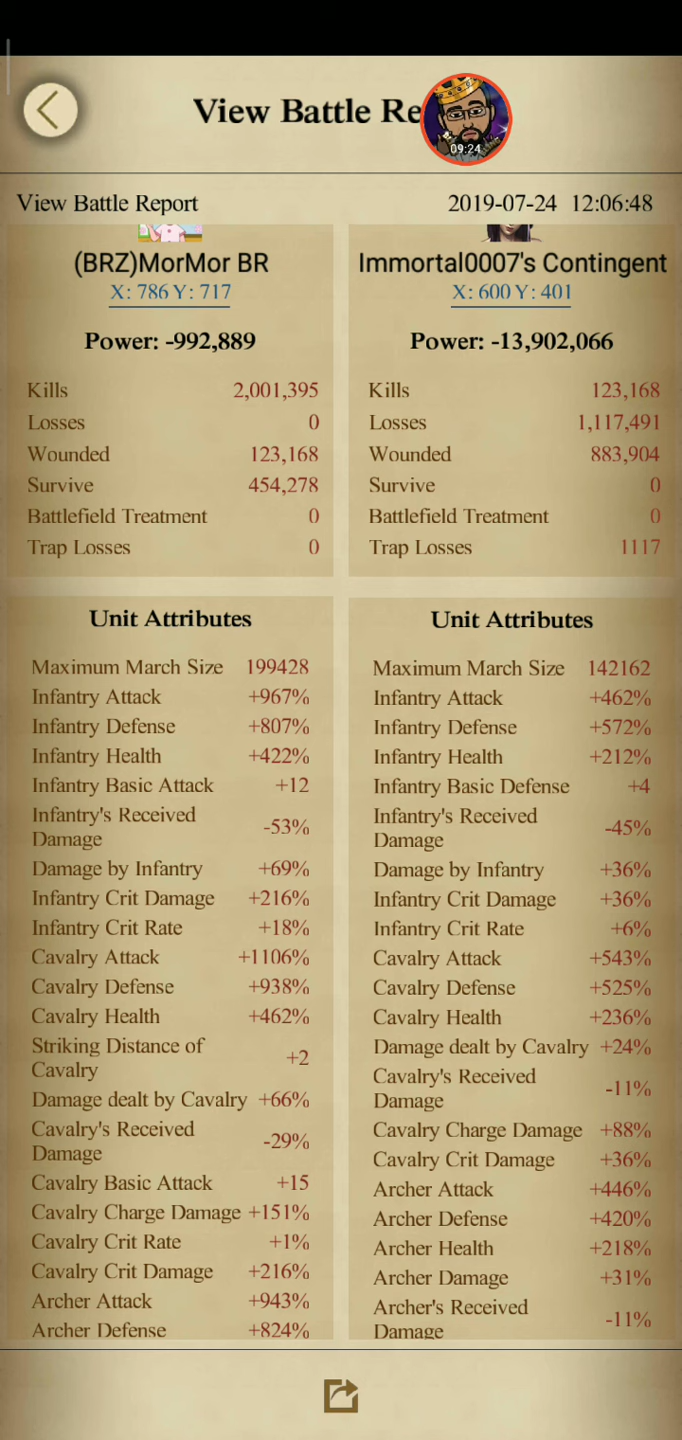 View Battle Re
09:24
View Battle Report 2019-07-24 12:06:48
(BRZ)MorMor BR
X: 786 Y: 717
Power: -992,889
Kills 2,001,395
Losses 0
Wounded 123,168
Survive 454,278
Battlefield Treatment 0
Trap Losses 0
Immortal0007's Contingent
X: 600 Y: 401
Power: -13,902,066
Kills 123,168
Losses 1,117,491
Wounded 883,904
Survive 0
Battlefield Treatment 0
Trap Losses 1117
Unit Attributes
Maximum March Size 199428
Infantry Attack +967%
Infantry Defense +807%
Infantry Health +422%
Infantry Basic Attack +12
Infantry's Received
Damage -53%
Damage by Infantry +69%
Infantry Crit Damage +216%
Infantry Crit Rate +18%
Cavalry Attack +1106%
Cavalry Defense +938%
Cavalry Health +462%
Striking Distance of
Cavalry +2
Damage dealt by Cavalry +66%
Cavalry's Received
Damage -29%
Cavalry Basic Attack +15
Cavalry Charge Damage +151%
Cavalry Crit Rate +1%
Cavalry Crit Damage +216%
Archer Attack +943%
Archer Defense +824%
Unit Attributes
Maximum March Size 142162
Infantry Attack +462%
Infantry Defense +572%
Infantry Health +212%
Infantry Basic Defense +4
Infantry's Received
Damage -45%
Damage by Infantry +36%
Infantry Crit Damage +36%
Infantry Crit Rate +6%
Cavalry Attack +543%
Cavalry Defense +525%
Cavalry Health +236%
Damage dealt by Cavalry +24%
Cavalry's Received
Damage -11%
Cavalry Charge Damage +88%
Cavalry Crit Damage +36%
Archer Attack +446%
Archer Defense +420%
Archer Health +218%
Archer Damage +31%
Archer's Received
Damage -11%